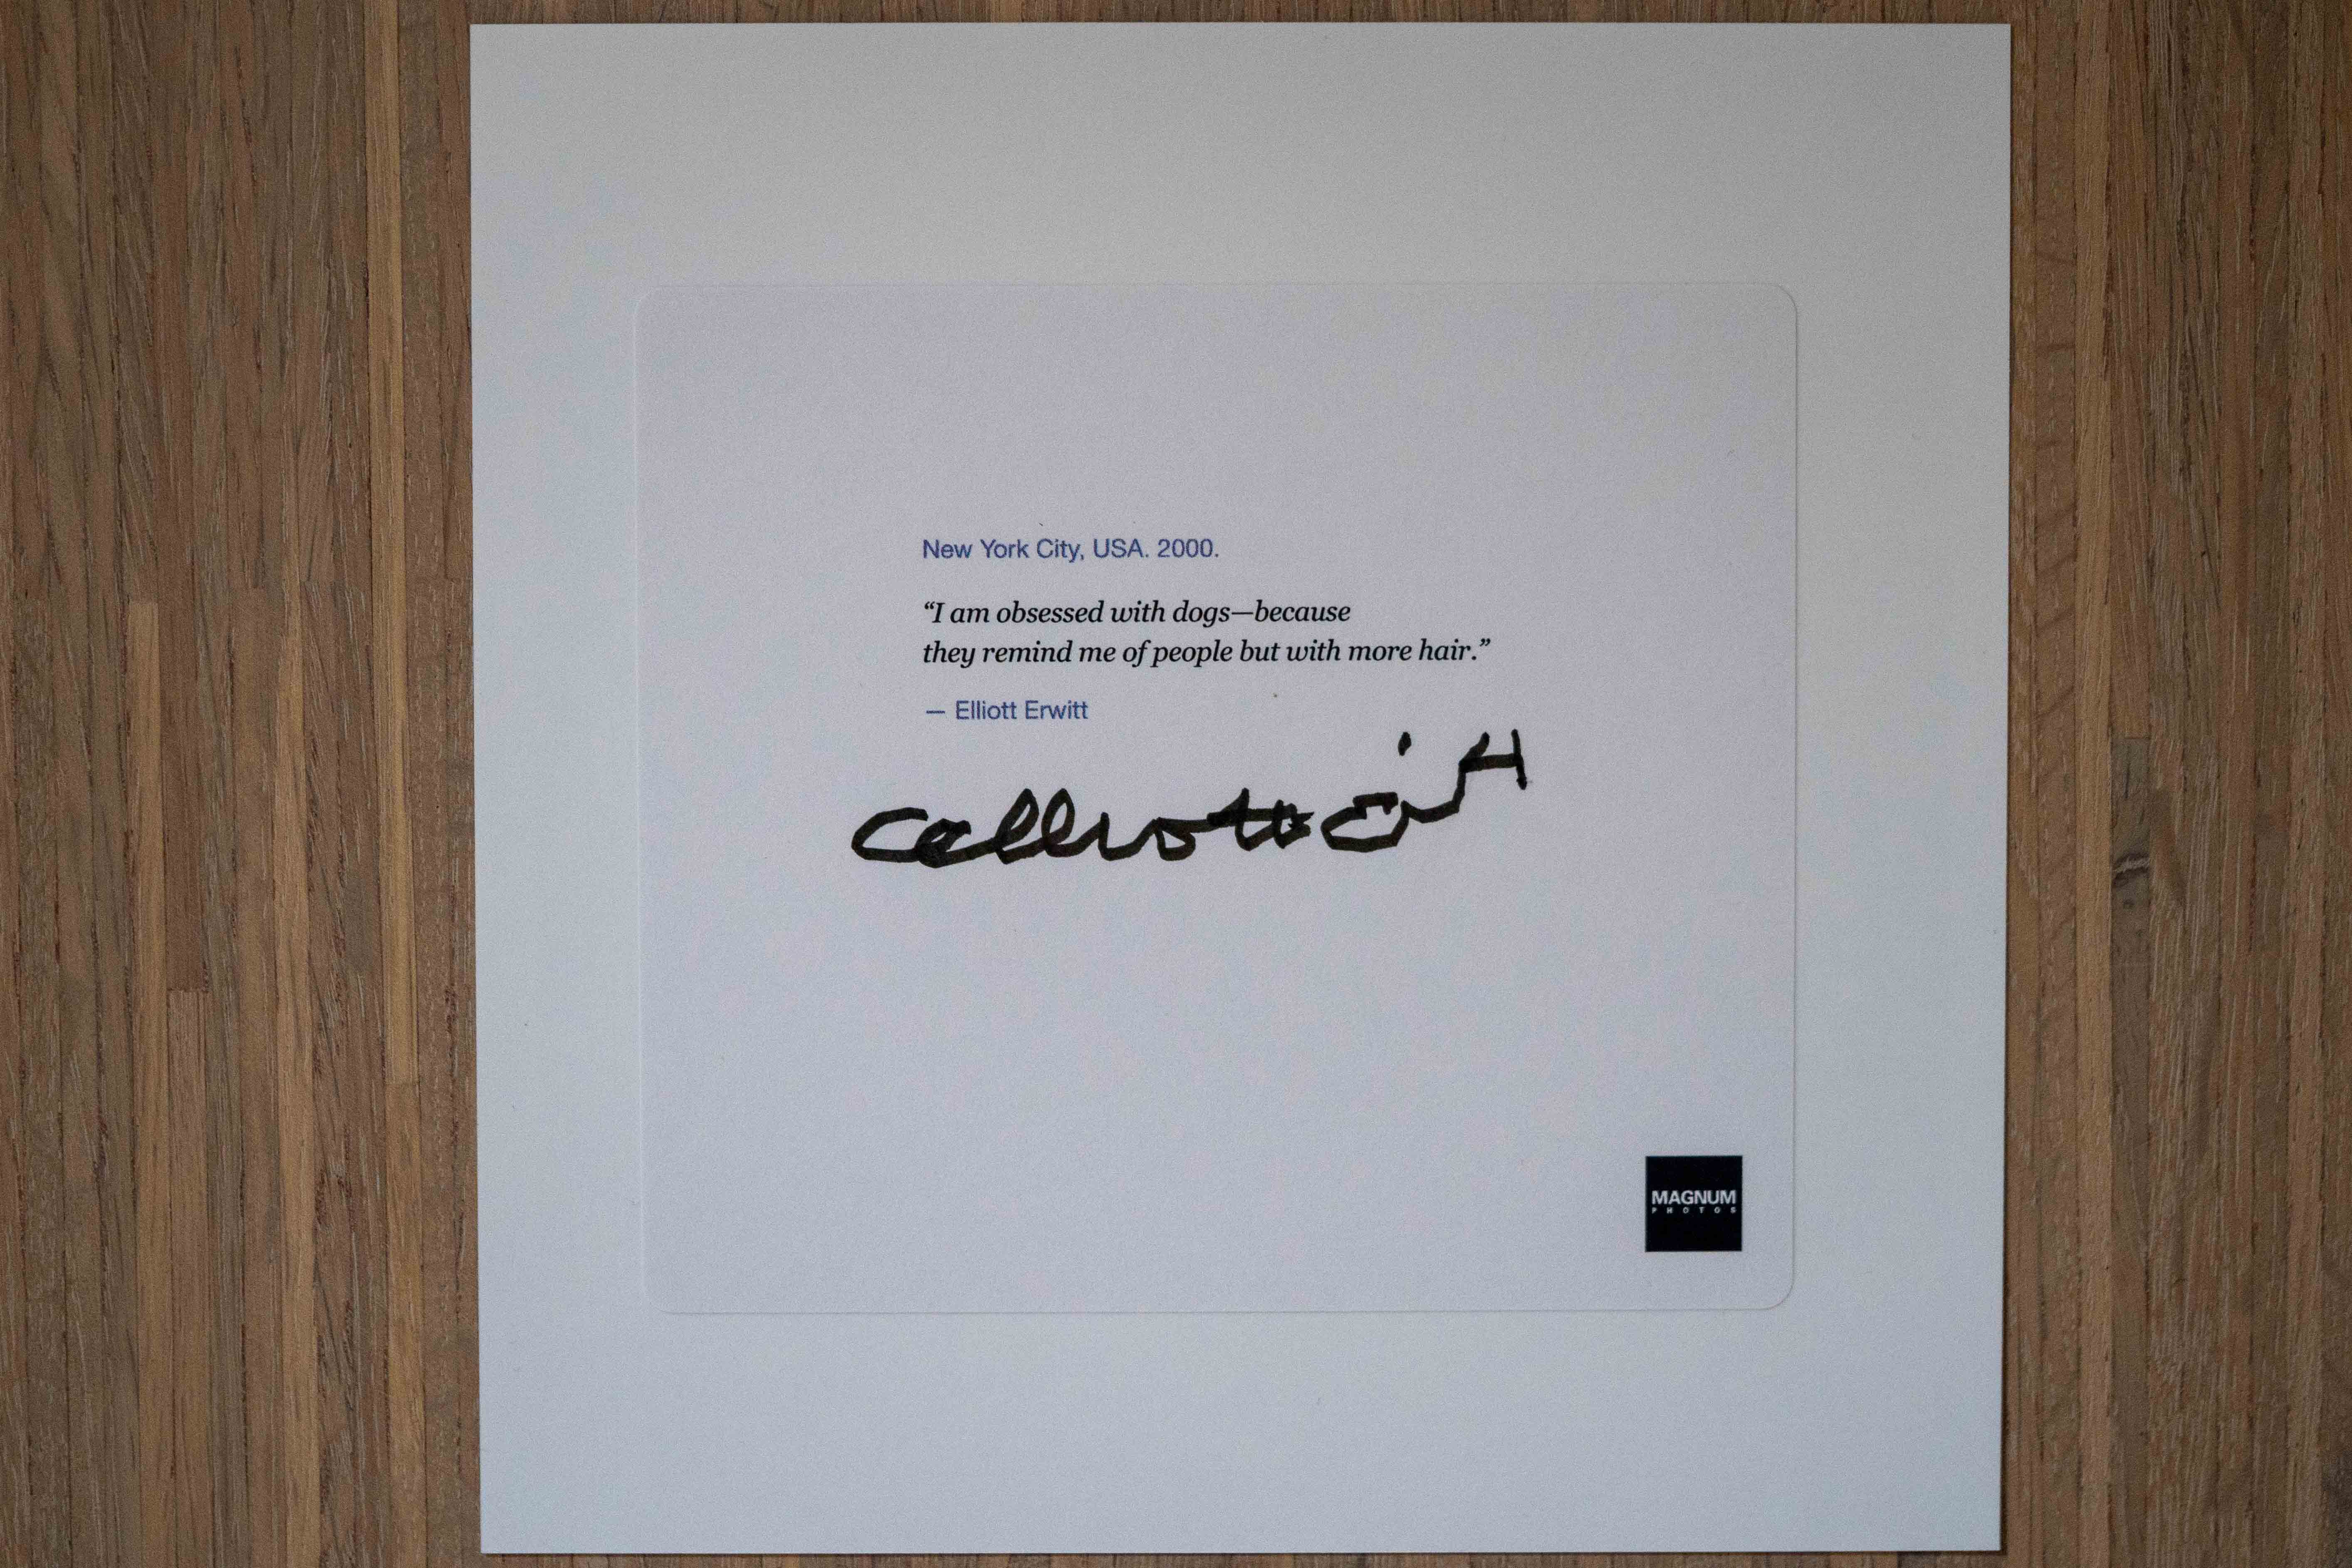 New York City, USA. 2000.
“I am obsessed with dogs—because
they remind me of people but with more hair.”
— Elliott Erwitt
MAGNUM
PHOTOS